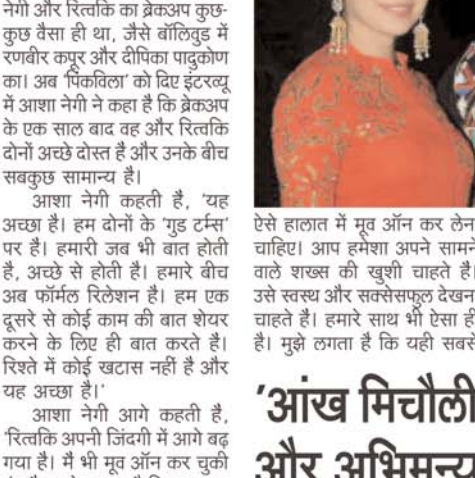 नेगी और रित्वकि का ब्रेकअप कुछ-
कुछ वैसा ही था, जैसे बॉलिवुड में
रणबीर कपूर और दीपिका पादुकोण
का। अब 'पिंकविला' को दिए इंटरव्यू
में आशा नेगी ने कहा है कि ब्रेकअप
के एक साल बाद वह और रित्वकि
दोनों अच्छे दोस्त है और उनके बीच
सबकुछ सामान्य है।
आशा नेगी कहती है, 'यह
अच्छा है। हम दोनों के 'गुड टर्म्स'
पर है। हमारी जब भी बात होती
है, अच्छे से होती है। हमारे बीच
अब फॉर्मल रिलेशन है। हम एक
दूसरे से कोई काम की बात शेयर
करने के लिए ही बात करते है।
रिश्ते में कोई खटास नहीं है और
यह अच्छा है।'
आशा नेगी आगे कहती है,
'रित्वकि अपनी जिंदगी में आगे बढ़
गया है। मै भी मूव ऑन कर चुकी
ऐसे हालात में मूव ऑन कर लेन
चाहिए। आप हमेशा अपने सामन
वाले शख्स की खुशी चाहते है।
उसे स्वस्थ और सक्सेसफूल देखन
चाहते है। हमारे साथ भी ऐसा ही
है। मुझे लगता है कि यही सबसे
'आंख मिचौली
और अभिमन्य